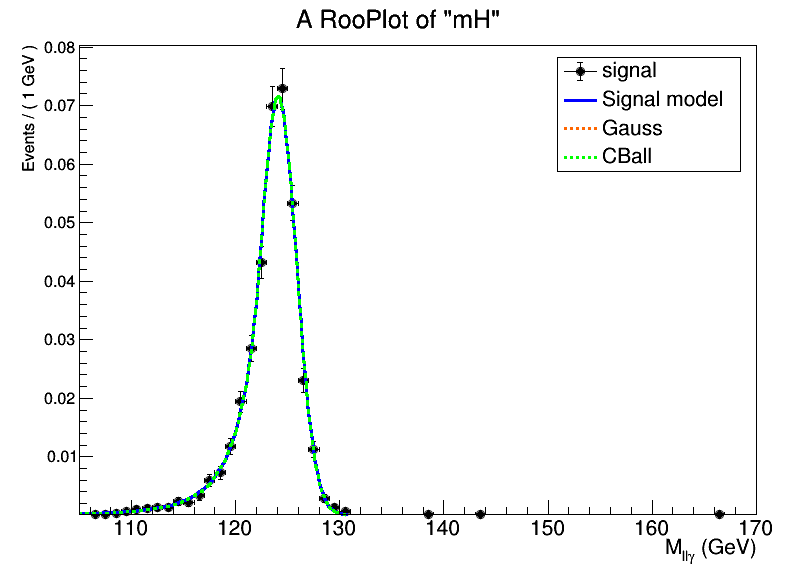 A RooPlot of "mH"
Events / ( 1 GeV )
0.08
0.07
0.06
0.05
0.04
0.03
0.02
0.01
signal
Signal model
Gauss
CBall
110 120 130 140 150 160 170
M_llγ (GeV)